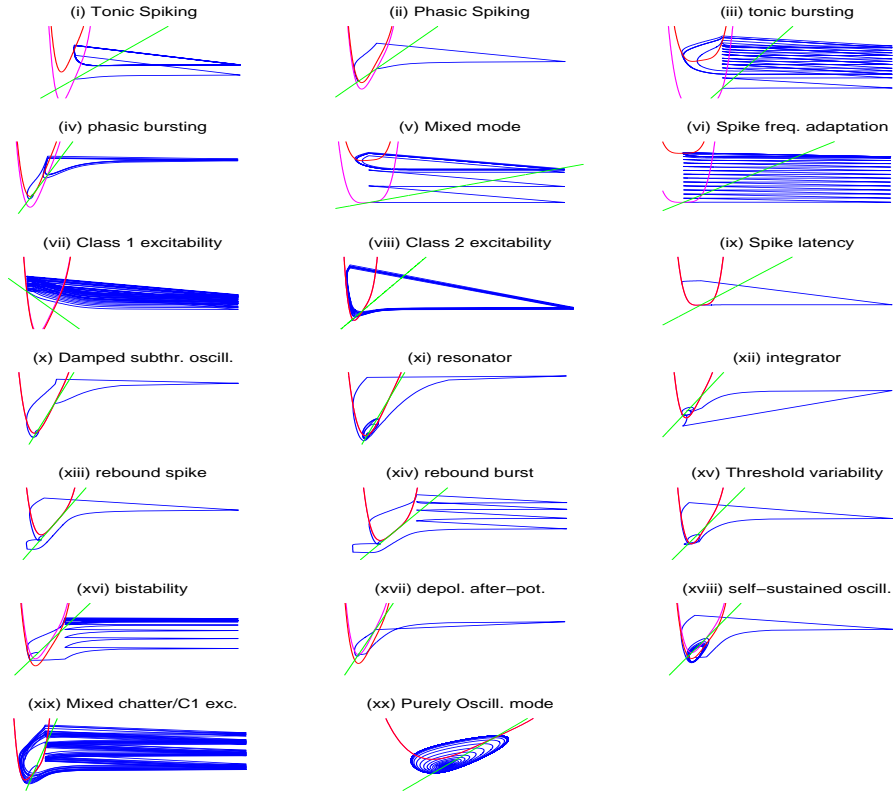 (i) Tonic Spiking
(ii) Phasic Spiking
(iii) tonic bursting
(iv) phasic bursting
(v) Mixed mode
(vi) Spike freq. adaptation
(vii) Class 1 excitability
(viii) Class 2 excitability
(ix) Spike latency
(x) Damped subthr. oscill.
(xi) resonator
(xii) integrator
(xiii) rebound spike
(xiv) rebound burst
(xv) Threshold variability
(xvi) bistability
(xvii) depol. after−pot.
(xviii) self−sustained oscill.
(xix) Mixed chatter/C1 exc.
(xx) Purely Oscill. mode